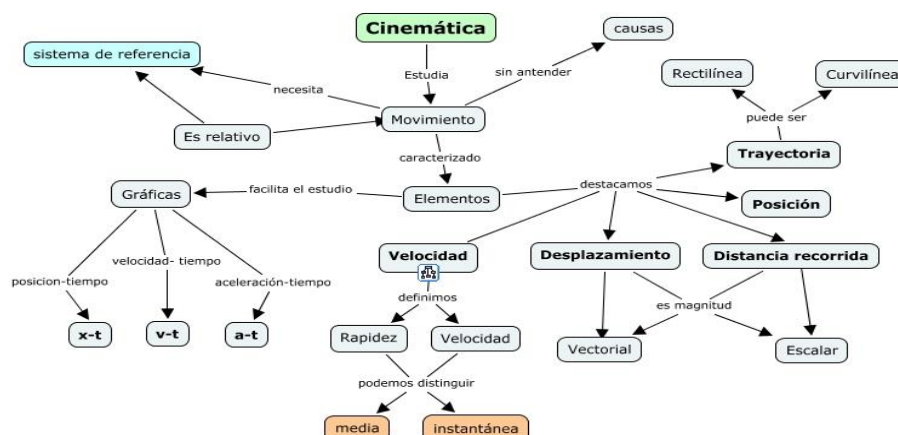 Cinemática
causas
sistema de referencia
Estudia
sin antender
Rectilínea
Curvilínea
necesita
puede ser
Movimiento
Es relativo
Trayectoria
caracterizado
destacamos
Gráficas
facilita el estudio
Elementos
Posición
Velocidad
Desplazamiento
Distancia recorrida
velocidad- tiempo
posicion-tiempo
aceleración-tiempo
definimos
es magnitud
x-t
v-t
a-t
Rapidez
Velocidad
Vectorial
Escalar
podemos distinguir
media
instantánea